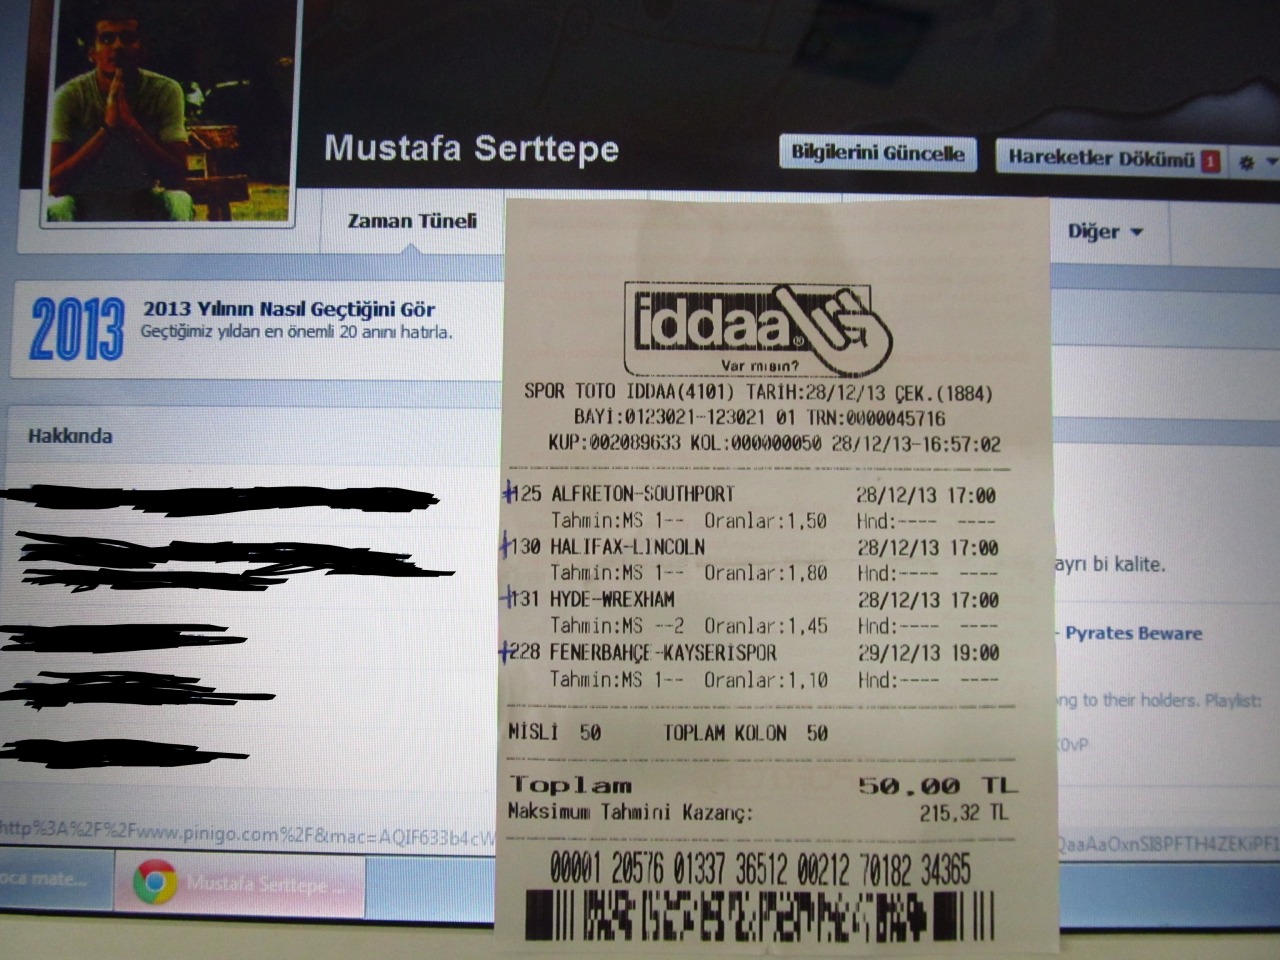 Mustafa Serttepe
Bilgilerini Güncelle
Hareketler Dökümü 1
Zaman Tüneli
Diğer
2013
2013 Yılının Nasıl Geçtiğini Gör
Geçtiğimiz yıldan en önemli 20 anını hatırla.
Hakkında
iddaa
Var mısın?
SPOR TOTO IDDAA(4101) TARİH:28/12/13 ÇEK.(1884)
BAYİ:0123021-123021 01 TRN:0000045716
KUP:002089633 KOL:000000050 28/12/13-16:57:02
125 ALFRETON-SOUTHPORT 28/12/13 17:00
Tahmin:MS 1-- Oranlar:1,50 Hnd:---- ----
130 HALIFAX-LINCOLN 28/12/13 17:00
Tahmin:MS 1-- Oranlar:1,80 Hnd:---- ----
131 HYDE-WREXHAM 28/12/13 17:00
Tahmin:MS --2 Oranlar:1,45 Hnd:---- ----
228 FENERBAHÇE-KAYSERİSPOR 29/12/13 19:00
Tahmin:MS 1-- Oranlar:1,10 Hnd:---- ----
MİSLİ 50 TOPLAM KOLON 50
Toplam 50.00 TL
Maksimum Tahmini Kazanç: 215,32 TL
00001 20576 01337 36512 00212 70182 34365
ayrı bi kalite.
- Pyrates Beware
ng to their holders. Playlist:
http%3A%2F%2Fwww.pinigo.com%2F&mac=AQIF633b4cW
Mustafa Serttepe ...